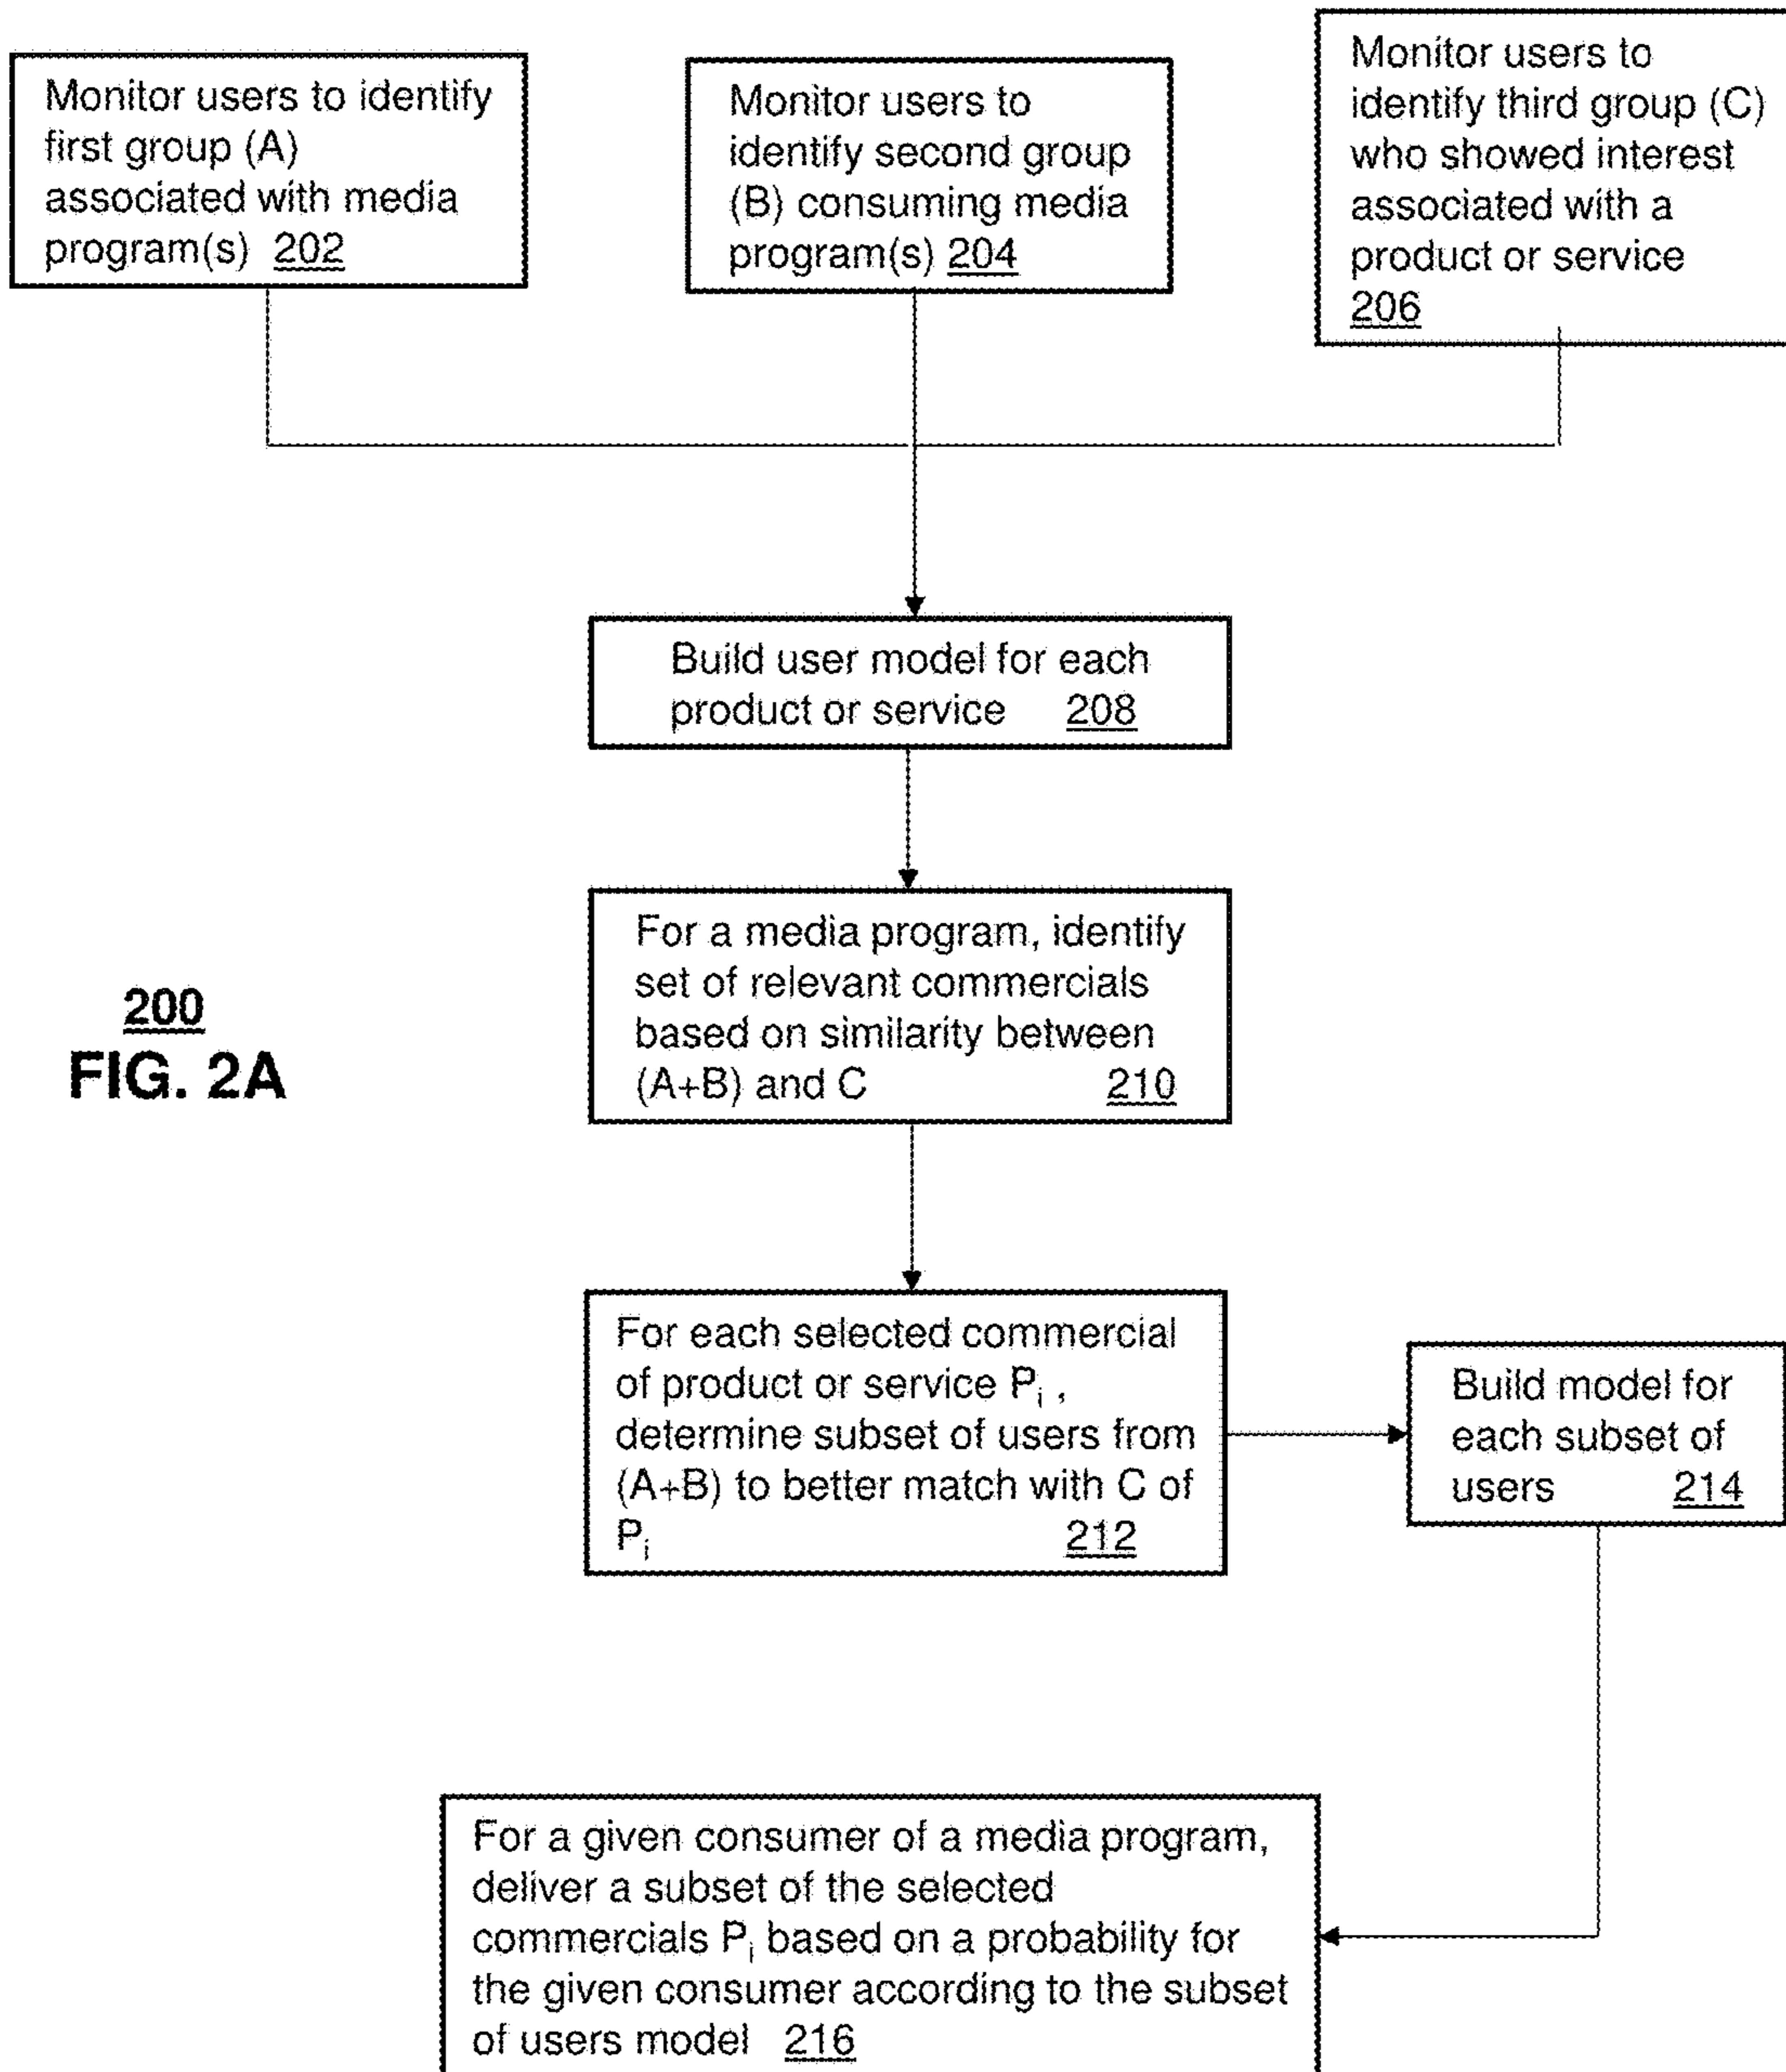 Monitor users to identify
first group (A)
associated with media
program(s) 202
Monitor users to
identify second group
(B) consuming media
program(s) 204
Monitor users to
identify third group (C)
who showed interest
associated with a
product or service
206
Build user model for each
product or service 208
For a media program, identify
set of relevant commercials
based on similarity between
(A+B) and C 210
200
FIG. 2A
For each selected commercial
of product or service Pi ,
determine subset of users from
(A+B) to better match with C of
Pi 212
Build model for
each subset of
users 214
For a given consumer of a media program,
deliver a subset of the selected
commercials Pi based on a probability for
the given consumer according to the subset
of users model 216